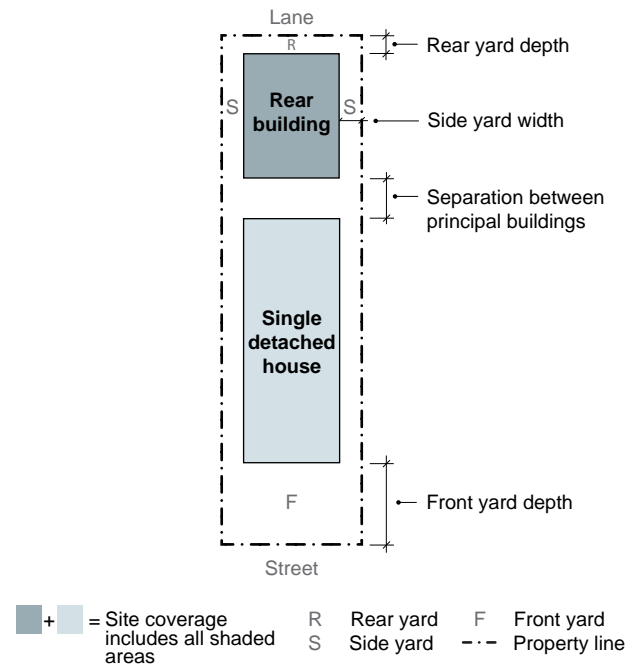 Lane
R
Rear yard depth
S
Rear
building
S
Side yard width
Separation between
principal buildings
Single
detached
house
F
Front yard depth
Street
+ = Site coverage
includes all shaded
areas
R Rear yard
S Side yard
F Front yard
Property line